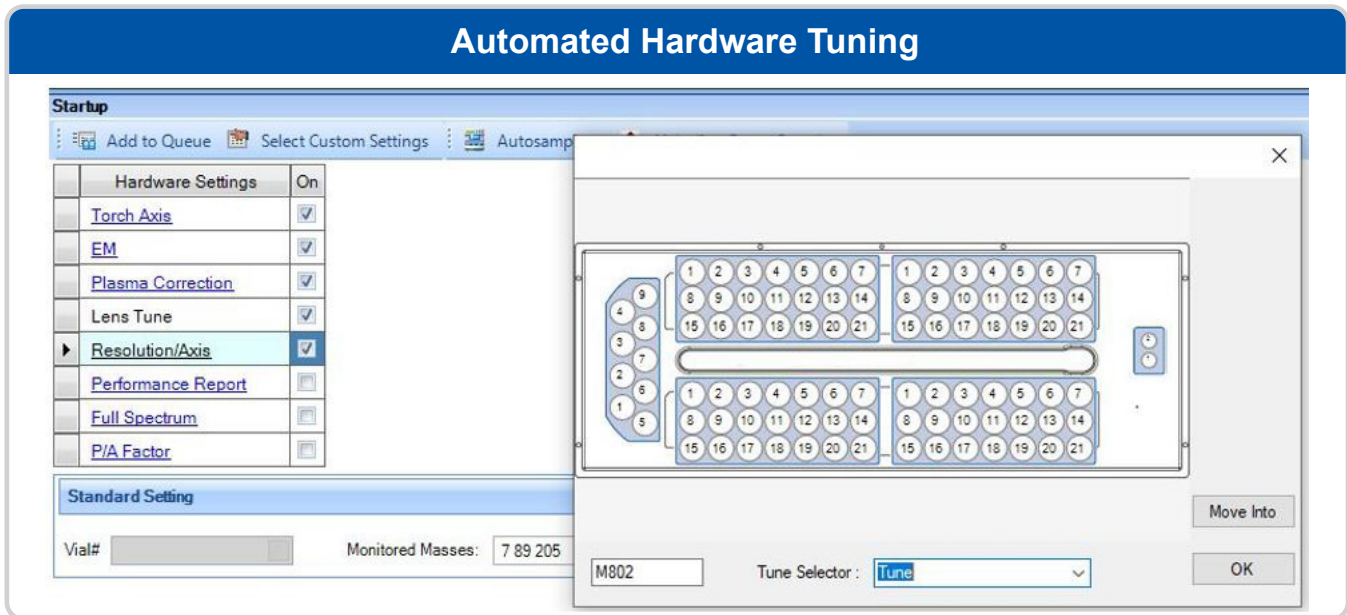 Automated Hardware Tuning
Startup
Add to Queue Select Custom Settings Autosamp
Hardware Settings On
Torch Axis
EM
Plasma Correction
Lens Tune
Resolution/Axis
Performance Report
Full Spectrum
P/A Factor
Standard Setting
Vial# Monitored Masses: 7 89 205
1 2 3 4 5 6 7 1 2 3 4 5 6 7
8 9 10 11 12 13 14 8 9 10 11 12 13 14
15 16 17 18 19 20 21 15 16 17 18 19 20 21
9
4
8
3
7
2
6
1
5
2
1
1 2 3 4 5 6 7 1 2 3 4 5 6 7
8 9 10 11 12 13 14 8 9 10 11 12 13 14
15 16 17 18 19 20 21 15 16 17 18 19 20 21
Move Into
M802 Tune Selector : Tune OK